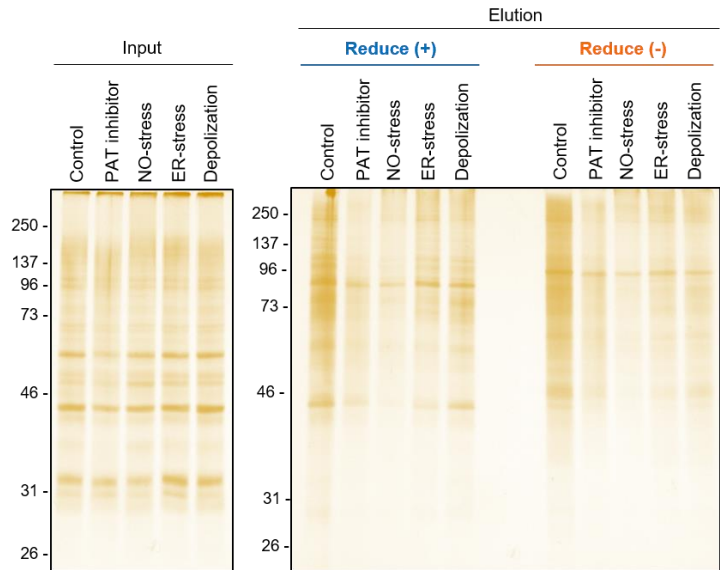 Elution
Input
Reduce (+)
Reduce (-)
Control
PAT inhibitor
NO-stress
ER-stress
Depolization
Control
PAT inhibitor
NO-stress
ER-stress
Depolization
Control
PAT inhibitor
NO-stress
ER-stress
Depolization
250 -
137 -
96 -
73 -
46 -
31 -
26 -
250 -
137 -
96 -
73 -
46 -
31 -
26 -